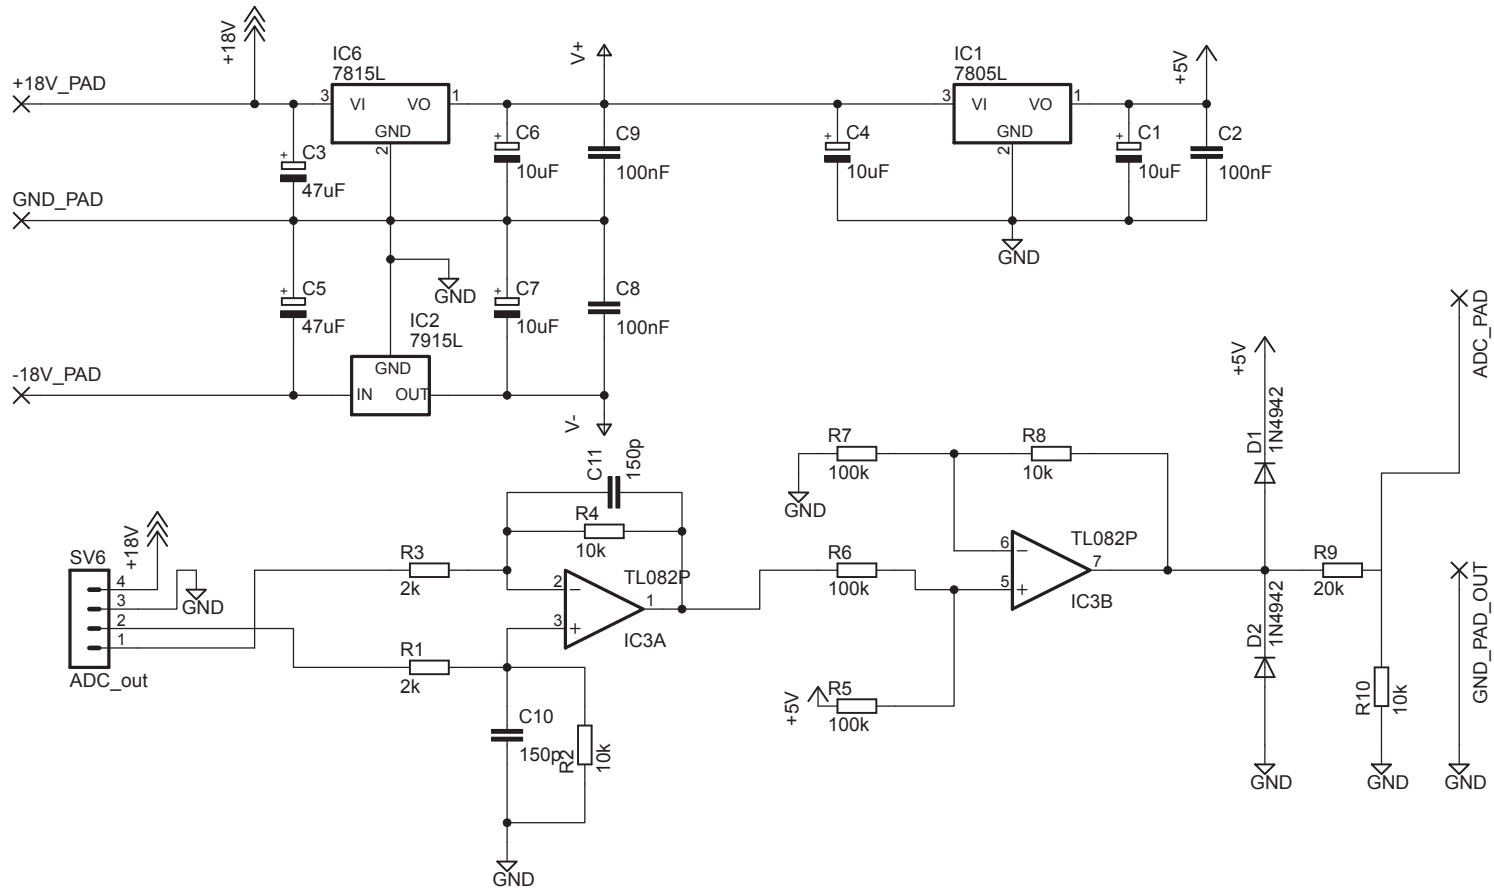 +18V
+18V_PAD
IC6
7815L
3
VI
VO
1
GND
2
+
C3
47uF
V+
+
C6
10uF
C9
100nF
GND_PAD
+
C4
10uF
IC1
7805L
3
VI
VO
1
GND
2
+5V
+
C1
10uF
C2
100nF
GND
GND
+
C5
47uF
IC2
7915L
GND
IN
OUT
+
C7
10uF
C8
100nF
-18V_PAD
V-
C11
150p
R4
10k
R3
2k
+18V
SV6
4
3
2
1
GND
ADC_out
R1
2k
2
−
3
+
1
TL082P
IC3A
C10
150p
R2
10k
GND
R7
100k
GND
R8
10k
R6
100k
+5V
R5
100k
6
−
5
+
7
TL082P
IC3B
+5V
D1
1N4942
D2
1N4942
GND
R9
20k
R10
10k
GND
ADC_PAD
GND_PAD_OUT
GND